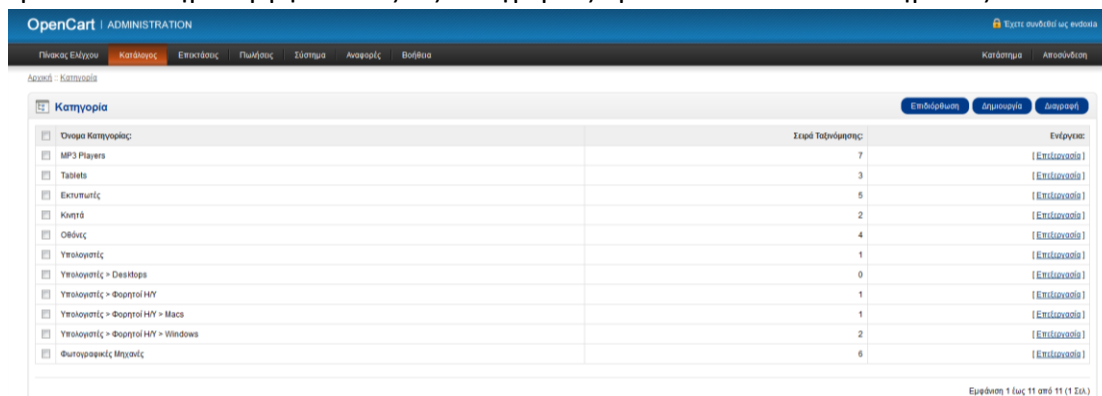 OpenCart | ADMINISTRATION
Έχετε συνδεθεί ως evdoxia
Πίνακας Ελέγχου Κατάλογος Επεκτάσεις Πωλήσεις Σύστημα Αναφορές Βοήθεια Κατάστημα Αποσύνδεση
Αρχική :: Κατηγορία
Κατηγορία Επιδιόρθωση Δημιουργία Διαγραφή
Όνομα Κατηγορίας: Σειρά Ταξινόμησης: Ενέργεια:
MP3 Players 7 [ Επεξεργασία ]
Tablets 3 [ Επεξεργασία ]
Εκτυπωτές 5 [ Επεξεργασία ]
Κινητά 2 [ Επεξεργασία ]
Οθόνες 4 [ Επεξεργασία ]
Υπολογιστές 1 [ Επεξεργασία ]
Υπολογιστές > Desktops 0 [ Επεξεργασία ]
Υπολογιστές > Φορητοί Η/Υ 1 [ Επεξεργασία ]
Υπολογιστές > Φορητοί Η/Υ > Macs 1 [ Επεξεργασία ]
Υπολογιστές > Φορητοί Η/Υ > Windows 2 [ Επεξεργασία ]
Φωτογραφικές Μηχανές 6 [ Επεξεργασία ]
Εμφάνιση 1 έως 11 από 11 (1 Σελ.)